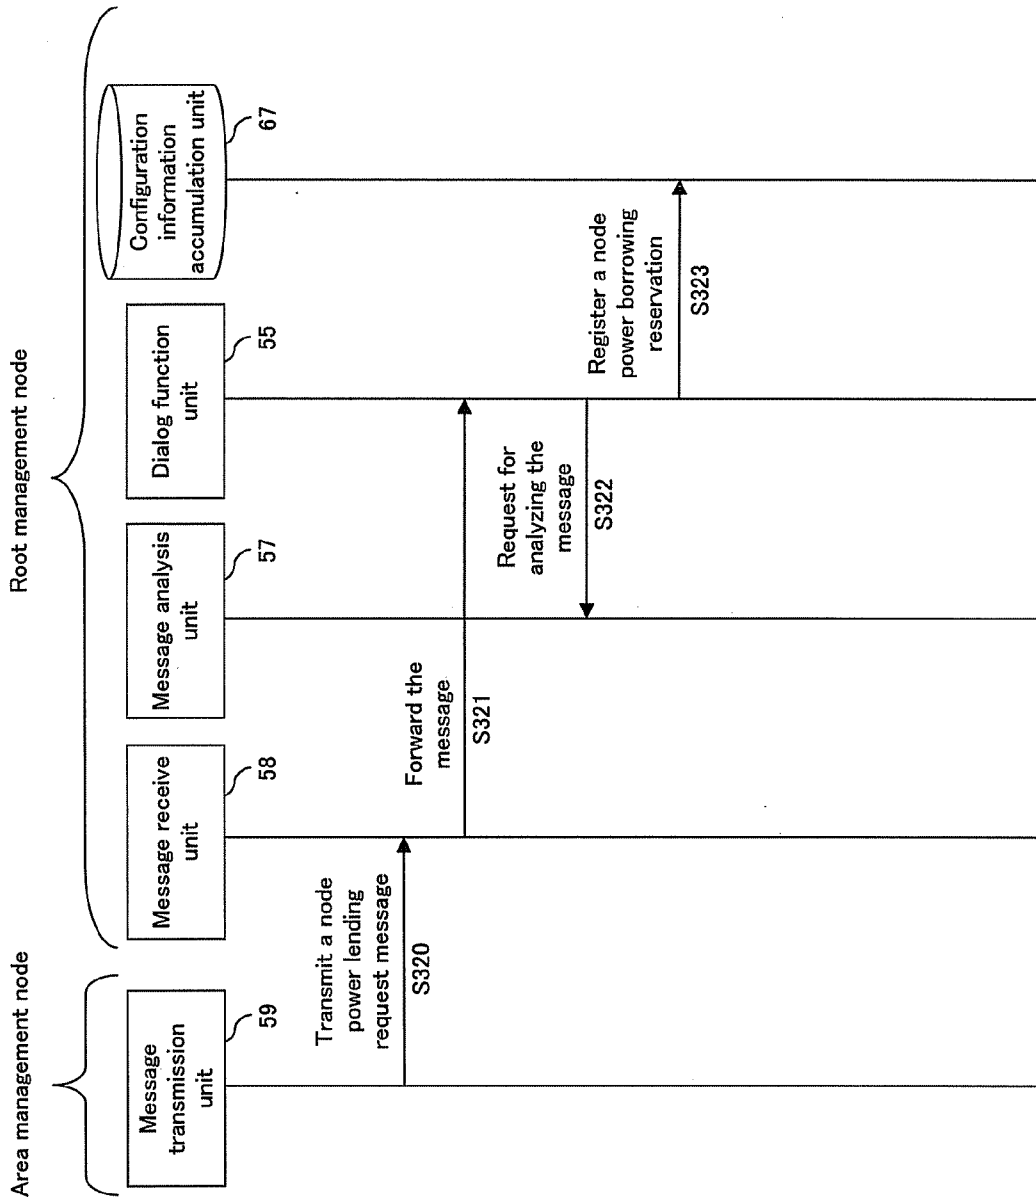 Area management node
Root management node
Message
transmission
unit
59
Message receive
unit
58
Message analysis
unit
57
Dialog function
unit
55
Configuration
information
accumulation unit
67
Transmit a node
power lending
request message
S320
Forward the
message
S321
Request for
analyzing the
message
S322
Register a node
power borrowing
reservation
S323